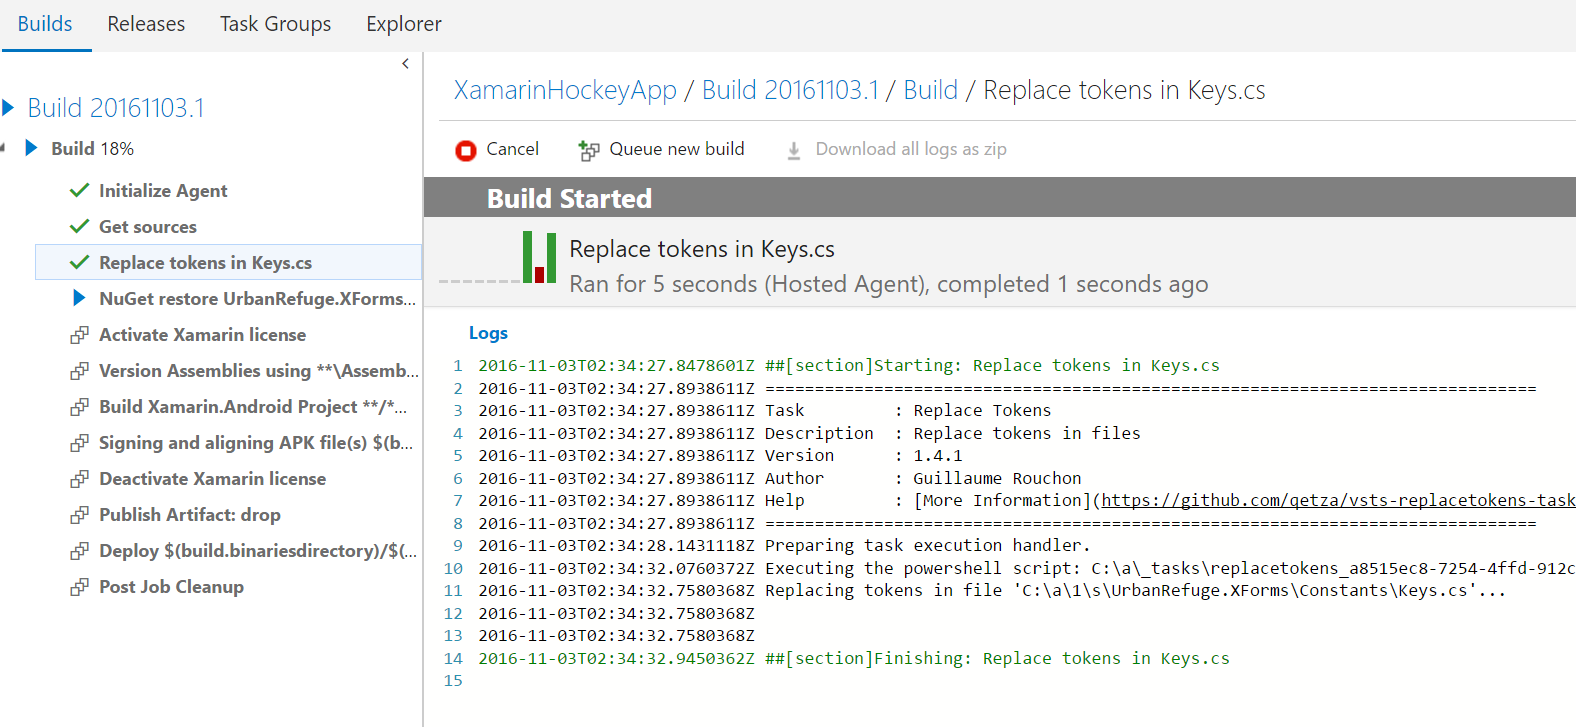 Builds Releases Task Groups Explorer
Build 20161103.1
Build 18%
Initialize Agent
Get sources
Replace tokens in Keys.cs
NuGet restore UrbanRefuge.XForms...
Activate Xamarin license
Version Assemblies using **\Assemb...
Build Xamarin.Android Project **/*...
Signing and aligning APK file(s) $(b...
Deactivate Xamarin license
Publish Artifact: drop
Deploy $(build.binariesdirectory)/$(...
Post Job Cleanup
XamarinHockeyApp / Build 20161103.1 / Build / Replace tokens in Keys.cs
Cancel Queue new build Download all logs as zip
Build Started
Replace tokens in Keys.cs
Ran for 5 seconds (Hosted Agent), completed 1 seconds ago
Logs
1 2016-11-03T02:34:27.8478601Z ##[section]Starting: Replace tokens in Keys.cs
2 2016-11-03T02:34:27.8938611Z ==============================================================================
3 2016-11-03T02:34:27.8938611Z Task         : Replace Tokens
4 2016-11-03T02:34:27.8938611Z Description  : Replace tokens in files
5 2016-11-03T02:34:27.8938611Z Version      : 1.4.1
6 2016-11-03T02:34:27.8938611Z Author       : Guillaume Rouchon
7 2016-11-03T02:34:27.8938611Z Help         : [More Information](https://github.com/qetza/vsts-replacetokens-task
8 2016-11-03T02:34:27.8938611Z ==============================================================================
9 2016-11-03T02:34:28.1431118Z Preparing task execution handler.
10 2016-11-03T02:34:32.0760372Z Executing the powershell script: C:\a\_tasks\replacetokens_a8515ec8-7254-4ffd-912c
11 2016-11-03T02:34:32.7580368Z Replacing tokens in file 'C:\a\1\s\UrbanRefuge.XForms\Constants\Keys.cs'...
12 2016-11-03T02:34:32.7580368Z
13 2016-11-03T02:34:32.7580368Z
14 2016-11-03T02:34:32.9450362Z ##[section]Finishing: Replace tokens in Keys.cs
15